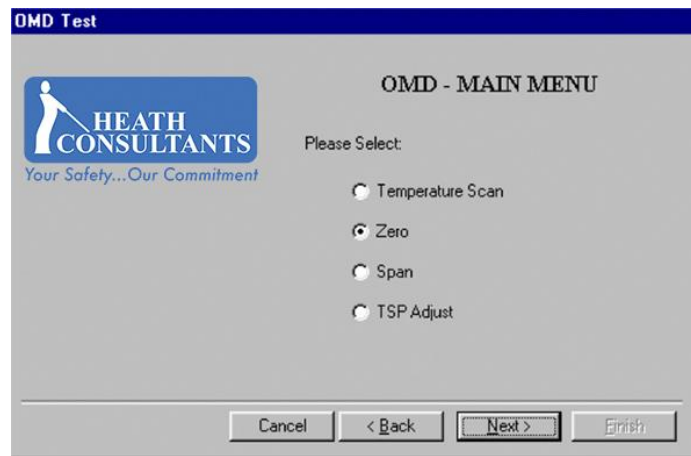 OMD Test
OMD - MAIN MENU
HEATH
CONSULTANTS
Your Safety...Our Commitment
Please Select:
Temperature Scan
Zero
Span
TSP Adjust
Cancel
< Back
Next >
Finish